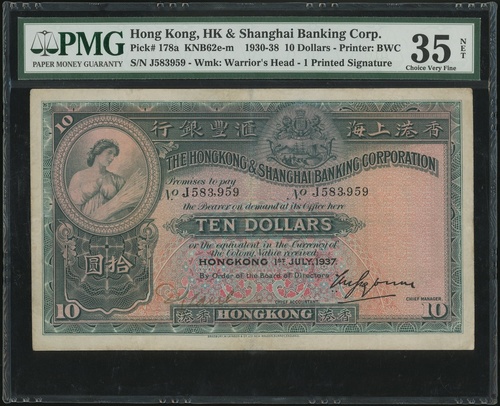 PMG
PAPER MONEY GUARANTY
Hong Kong, HK & Shanghai Banking Corp.
Pick# 178a KNB62e-m 1930-38 10 Dollars - Printer: BWC
S/N J583959 - Wmk: Warrior's Head - 1 Printed Signature
35 NET
Choice Very Fine
10
行銀豐滙 海上港香
10
THE HONGKONG & SHANGHAI BANKING CORPORATION
Promises to pay
No J583,959 No J583,959
the Bearer on demand at its Office here
TEN DOLLARS
or the equivalent in the Currency of
the Colony, Value received
HONGKONG 1ST JULY, 1937.
By Order of the Board of Directors
圓拾
CHIEF ACCOUNTANT.
CHIEF MANAGER.
10 港香 HONGKONG 港香 10